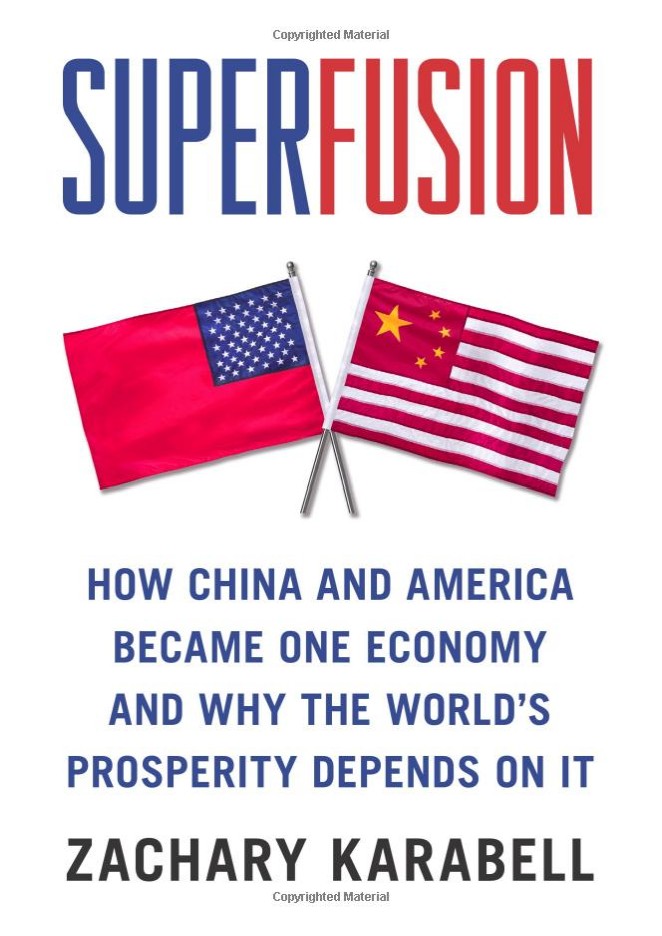 Copyrighted Material
SUPERFUSION
HOW CHINA AND AMERICA
BECAME ONE ECONOMY
AND WHY THE WORLD'S
PROSPERITY DEPENDS ON IT
ZACHARY KARABELL
Copyrighted Material